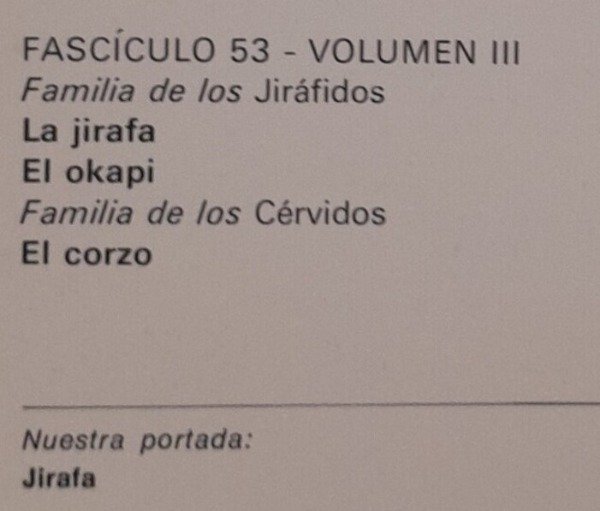 FASCÍCULO 53 - VOLUMEN III
Familia de los Jiráfidos
La jirafa
El okapi
Familia de los Cérvidos
El corzo
Nuestra portada:
Jirafa